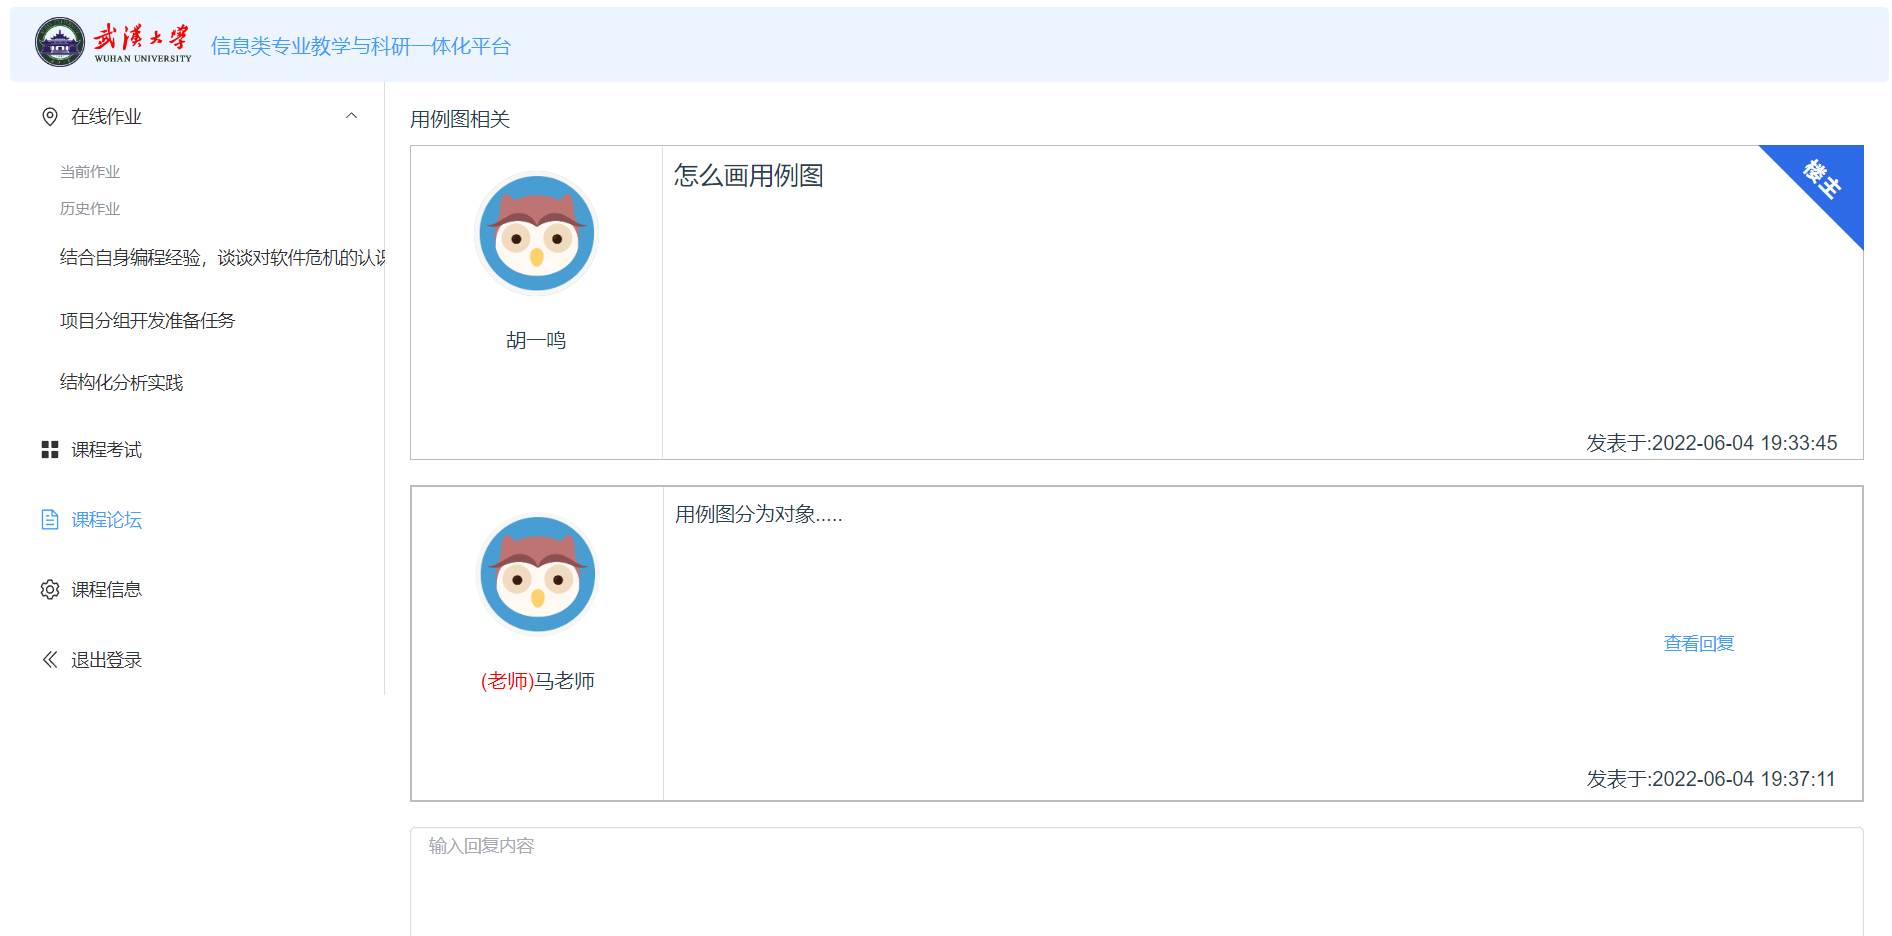 武汉大学
WUHAN UNIVERSITY
信息类专业教学与科研一体化平台
在线作业
当前作业
历史作业
结合自身编程经验，谈谈对软件危机的认识
项目分组开发准备任务
结构化分析实践
课程考试
课程论坛
课程信息
退出登录
用例图相关
怎么画用例图
楼主
胡一鸣
发表于:2022-06-04 19:33:45
用例图分为对象.....
查看回复
(老师)马老师
发表于:2022-06-04 19:37:11
输入回复内容